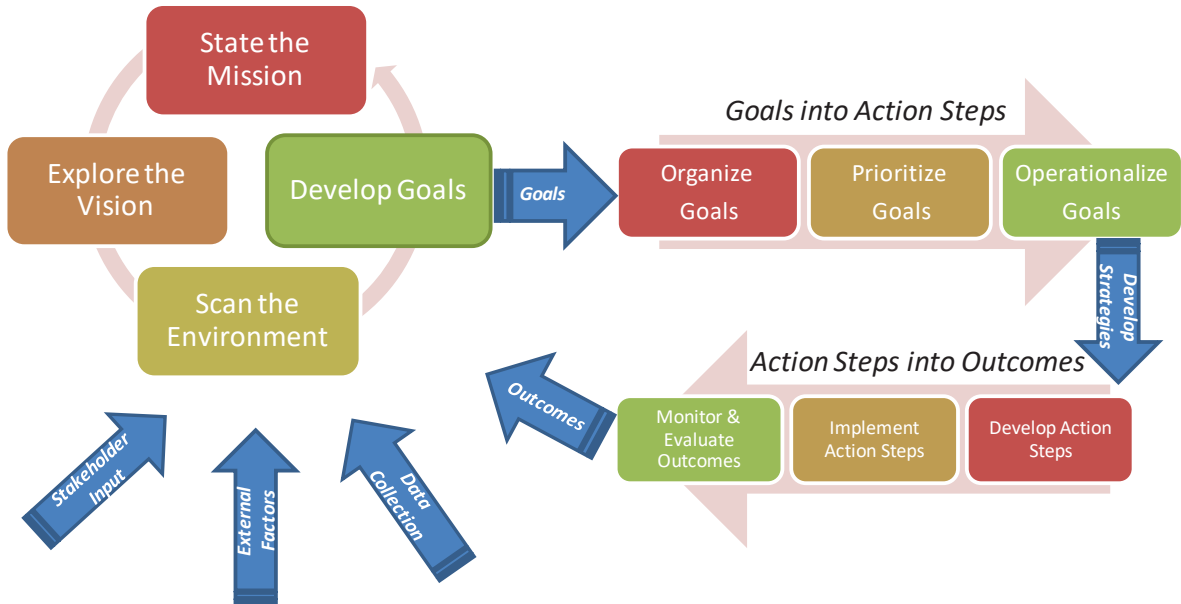 State the
Mission
Explore the
Vision
Develop Goals
Scan the
Environment
Goals
Goals into Action Steps
Organize
Goals
Prioritize
Goals
Operationalize
Goals
Develop
Strategies
Action Steps into Outcomes
Develop Action
Steps
Implement
Action Steps
Monitor &
Evaluate
Outcomes
Outcomes
Stakeholder
Input
External
Factors
Data
Collection